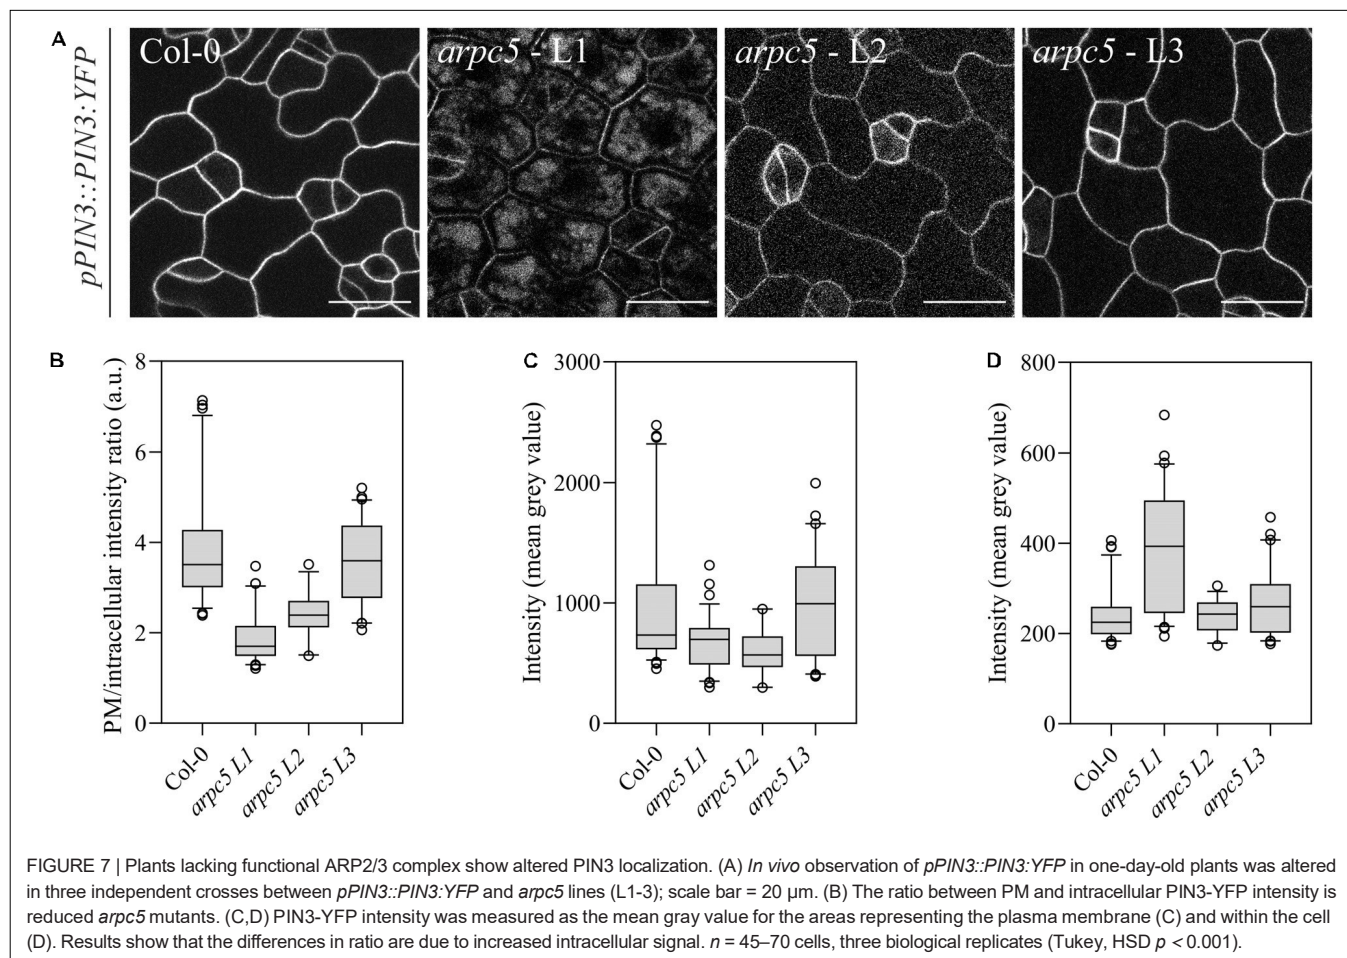 A
pPIN3::PIN3:YFP
Col-0
arpc5 - L1
arpc5 - L2
arpc5 - L3
B
PM/intracellular intensity ratio (a.u.)
8
6
4
2
0
Col-0
arpc5 L1
arpc5 L2
arpc5 L3
C
Intensity (mean grey value)
3000
2000
1000
0
Col-0
arpc5 L1
arpc5 L2
arpc5 L3
D
Intensity (mean grey value)
800
600
400
200
0
Col-0
arpc5 L1
arpc5 L2
arpc5 L3
FIGURE 7 | Plants lacking functional ARP2/3 complex show altered PIN3 localization. (A) In vivo observation of pPIN3::PIN3:YFP in one-day-old plants was altered
in three independent crosses between pPIN3::PIN3:YFP and arpc5 lines (L1-3); scale bar = 20 µm. (B) The ratio between PM and intracellular PIN3-YFP intensity is
reduced arpc5 mutants. (C,D) PIN3-YFP intensity was measured as the mean gray value for the areas representing the plasma membrane (C) and within the cell
(D). Results show that the differences in ratio are due to increased intracellular signal. n = 45–70 cells, three biological replicates (Tukey, HSD p < 0.001).